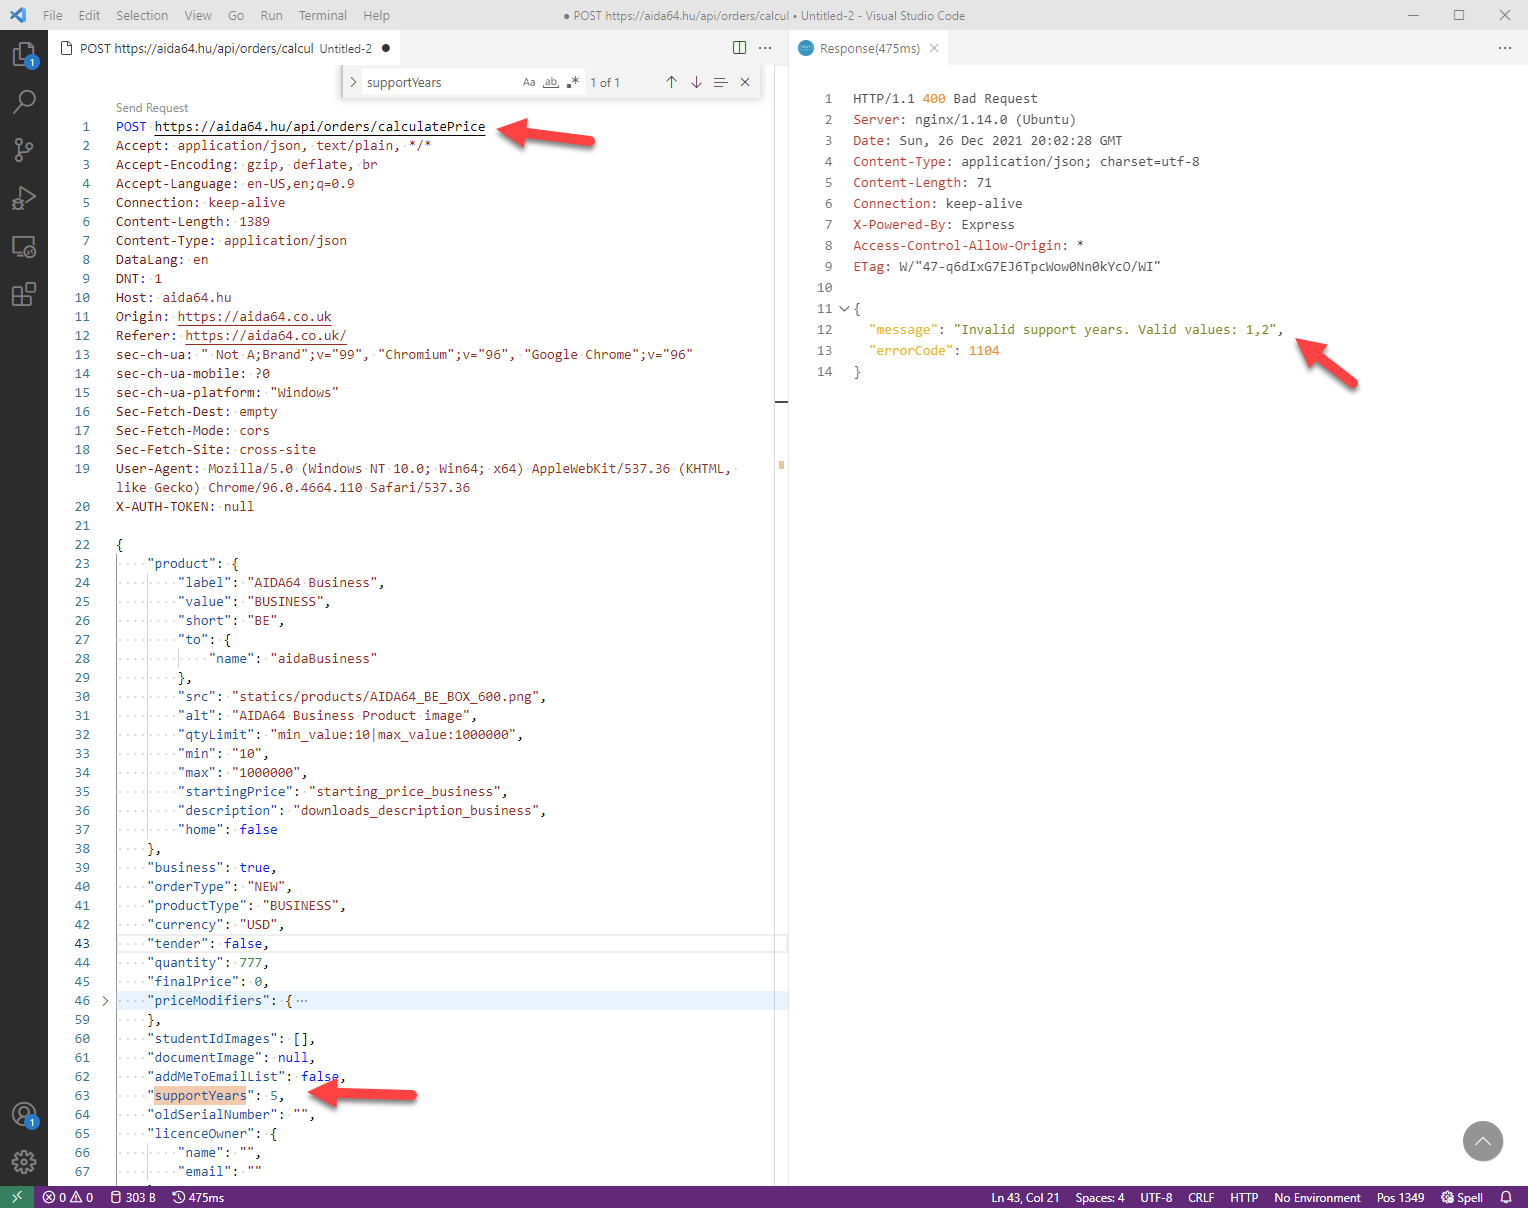 File Edit Selection View Go Run Terminal Help
● POST https://aida64.hu/api/orders/calcul • Untitled-2 - Visual Studio Code
POST https://aida64.hu/api/orders/calcul Untitled-2 ●
supportYears Aa ab .* 1 of 1
Send Request
1 POST https://aida64.hu/api/orders/calculatePrice
2 Accept: application/json, text/plain, */*
3 Accept-Encoding: gzip, deflate, br
4 Accept-Language: en-US,en;q=0.9
5 Connection: keep-alive
6 Content-Length: 1389
7 Content-Type: application/json
8 DataLang: en
9 DNT: 1
10 Host: aida64.hu
11 Origin: https://aida64.co.uk
12 Referer: https://aida64.co.uk/
13 sec-ch-ua: " Not A;Brand";v="99", "Chromium";v="96", "Google Chrome";v="96"
14 sec-ch-ua-mobile: ?0
15 sec-ch-ua-platform: "Windows"
16 Sec-Fetch-Dest: empty
17 Sec-Fetch-Mode: cors
18 Sec-Fetch-Site: cross-site
19 User-Agent: Mozilla/5.0 (Windows NT 10.0; Win64; x64) AppleWebKit/537.36 (KHTML,
like Gecko) Chrome/96.0.4664.110 Safari/537.36
20 X-AUTH-TOKEN: null
21
22 {
23 "product": {
24 "label": "AIDA64 Business",
25 "value": "BUSINESS",
26 "short": "BE",
27 "to": {
28 "name": "aidaBusiness"
29 },
30 "src": "statics/products/AIDA64_BE_BOX_600.png",
31 "alt": "AIDA64 Business Product image",
32 "qtyLimit": "min_value:10|max_value:1000000",
33 "min": "10",
34 "max": "1000000",
35 "startingPrice": "starting_price_business",
36 "description": "downloads_description_business",
37 "home": false
38 },
39 "business": true,
40 "orderType": "NEW",
41 "productType": "BUSINESS",
42 "currency": "USD",
43 "tender": false,
44 "quantity": 777,
45 "finalPrice": 0,
46 "priceModifiers": { ⋯
59 },
60 "studentIdImages": [],
61 "documentImage": null,
62 "addMeToEmailList": false,
63 "supportYears": 5,
64 "oldSerialNumber": "",
65 "licenceOwner": {
66 "name": "",
67 "email": ""
Response(475ms)
1 HTTP/1.1 400 Bad Request
2 Server: nginx/1.14.0 (Ubuntu)
3 Date: Sun, 26 Dec 2021 20:02:28 GMT
4 Content-Type: application/json; charset=utf-8
5 Content-Length: 71
6 Connection: keep-alive
7 X-Powered-By: Express
8 Access-Control-Allow-Origin: *
9 ETag: W/"47-q6dIxG7EJ6TpcWow0Nn0kYcO/WI"
10
11 {
12 "message": "Invalid support years. Valid values: 1,2",
13 "errorCode": 1104
14 }
1
1
0 0 303 B 475ms
Ln 43, Col 21 Spaces: 4 UTF-8 CRLF HTTP No Environment Pos 1349 Spell